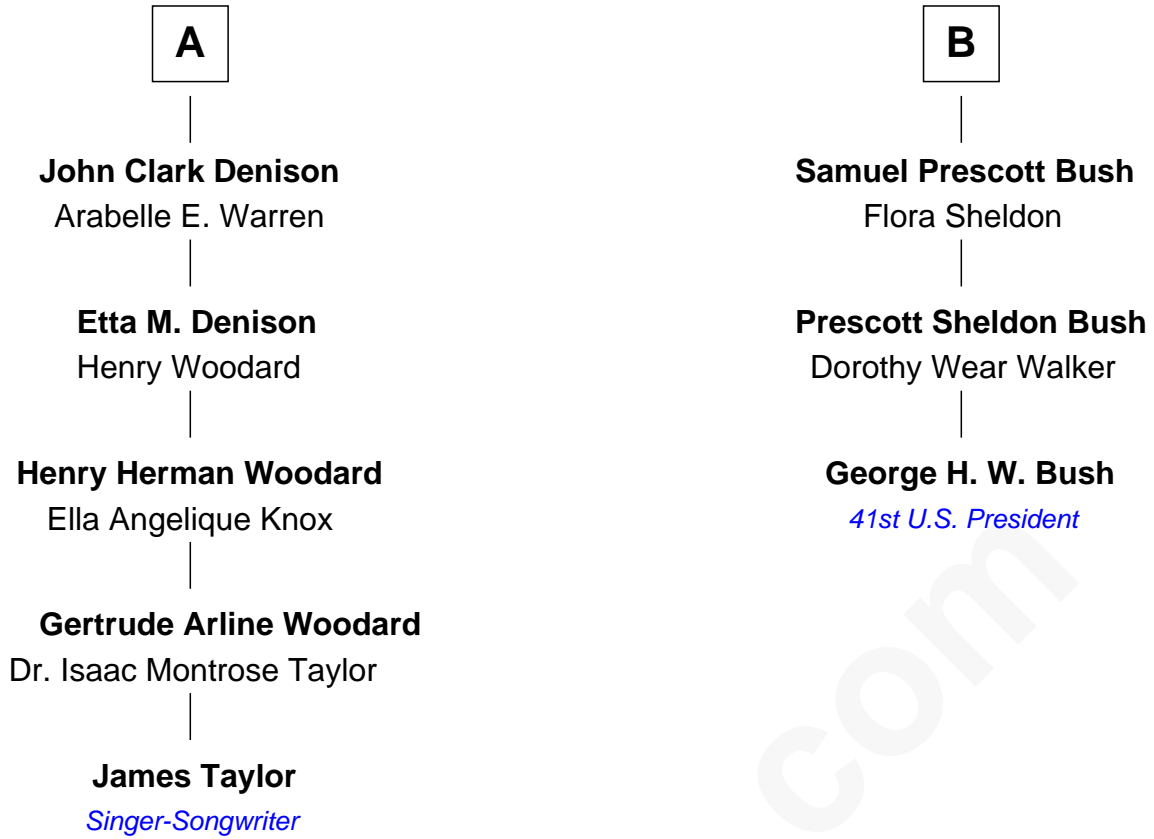 A
John Clark Denison
Arabelle E. Warren
Etta M. Denison
Henry Woodard
Henry Herman Woodard
Ella Angelique Knox
Gertrude Arline Woodard
Dr. Isaac Montrose Taylor
James Taylor
Singer-Songwriter
B
Samuel Prescott Bush
Flora Sheldon
Prescott Sheldon Bush
Dorothy Wear Walker
George H. W. Bush
41st U.S. President
com